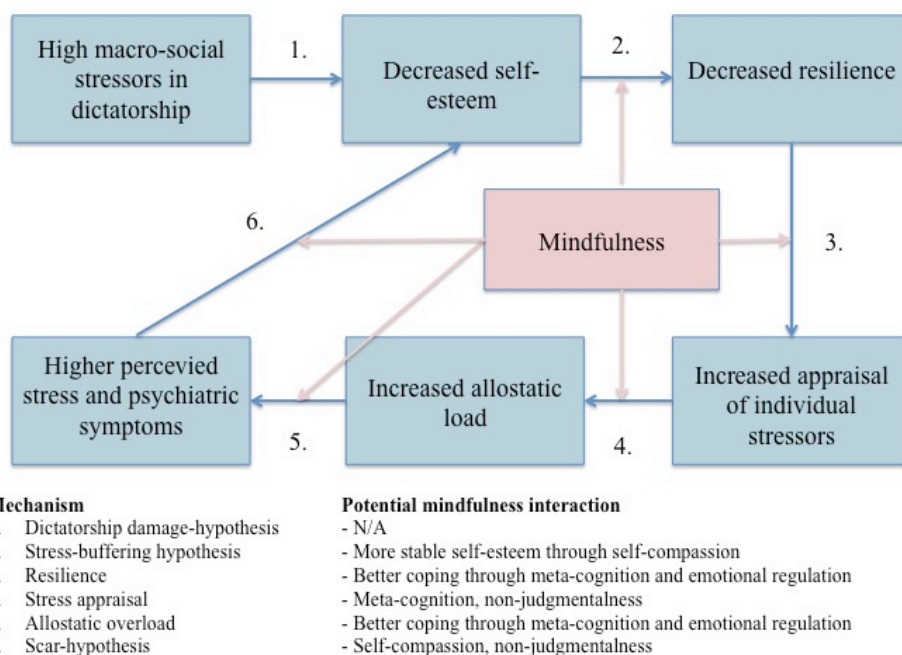 High macro-social
stressors in
dictatorship
1.
Decreased self-
esteem
2.
Decreased resilience
6.
Mindfulness
3.
Higher percevied
stress and psychiatric
symptoms
5.
Increased allostatic
load
4.
Increased appraisal
of individual
stressors
Potential mindfulness interaction
Dictatorship damage-hypothesis - N/A
Stress-buffering hypothesis - More stable self-esteem through self-compassion
Resilience - Better coping through meta-cognition and emotional regulation
Stress appraisal - Meta-cognition, non-judgmentalness
Allostatic overload - Better coping through meta-cognition and emotional regulation
Scar-hypothesis - Self-compassion, non-judgmentalness